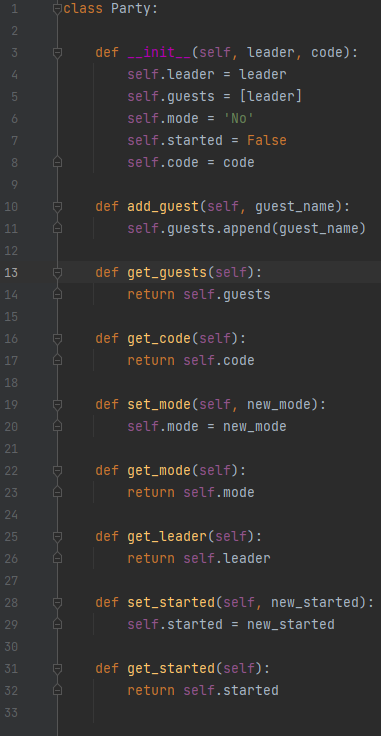 1 class Party:
2
3     def __init__(self, leader, code):
4         self.leader = leader
5         self.guests = [leader]
6         self.mode = 'No'
7         self.started = False
8         self.code = code
9
10     def add_guest(self, guest_name):
11         self.guests.append(guest_name)
12
13     def get_guests(self):
14         return self.guests
15
16     def get_code(self):
17         return self.code
18
19     def set_mode(self, new_mode):
20         self.mode = new_mode
21
22     def get_mode(self):
23         return self.mode
24
25     def get_leader(self):
26         return self.leader
27
28     def set_started(self, new_started):
29         self.started = new_started
30
31     def get_started(self):
32         return self.started
33